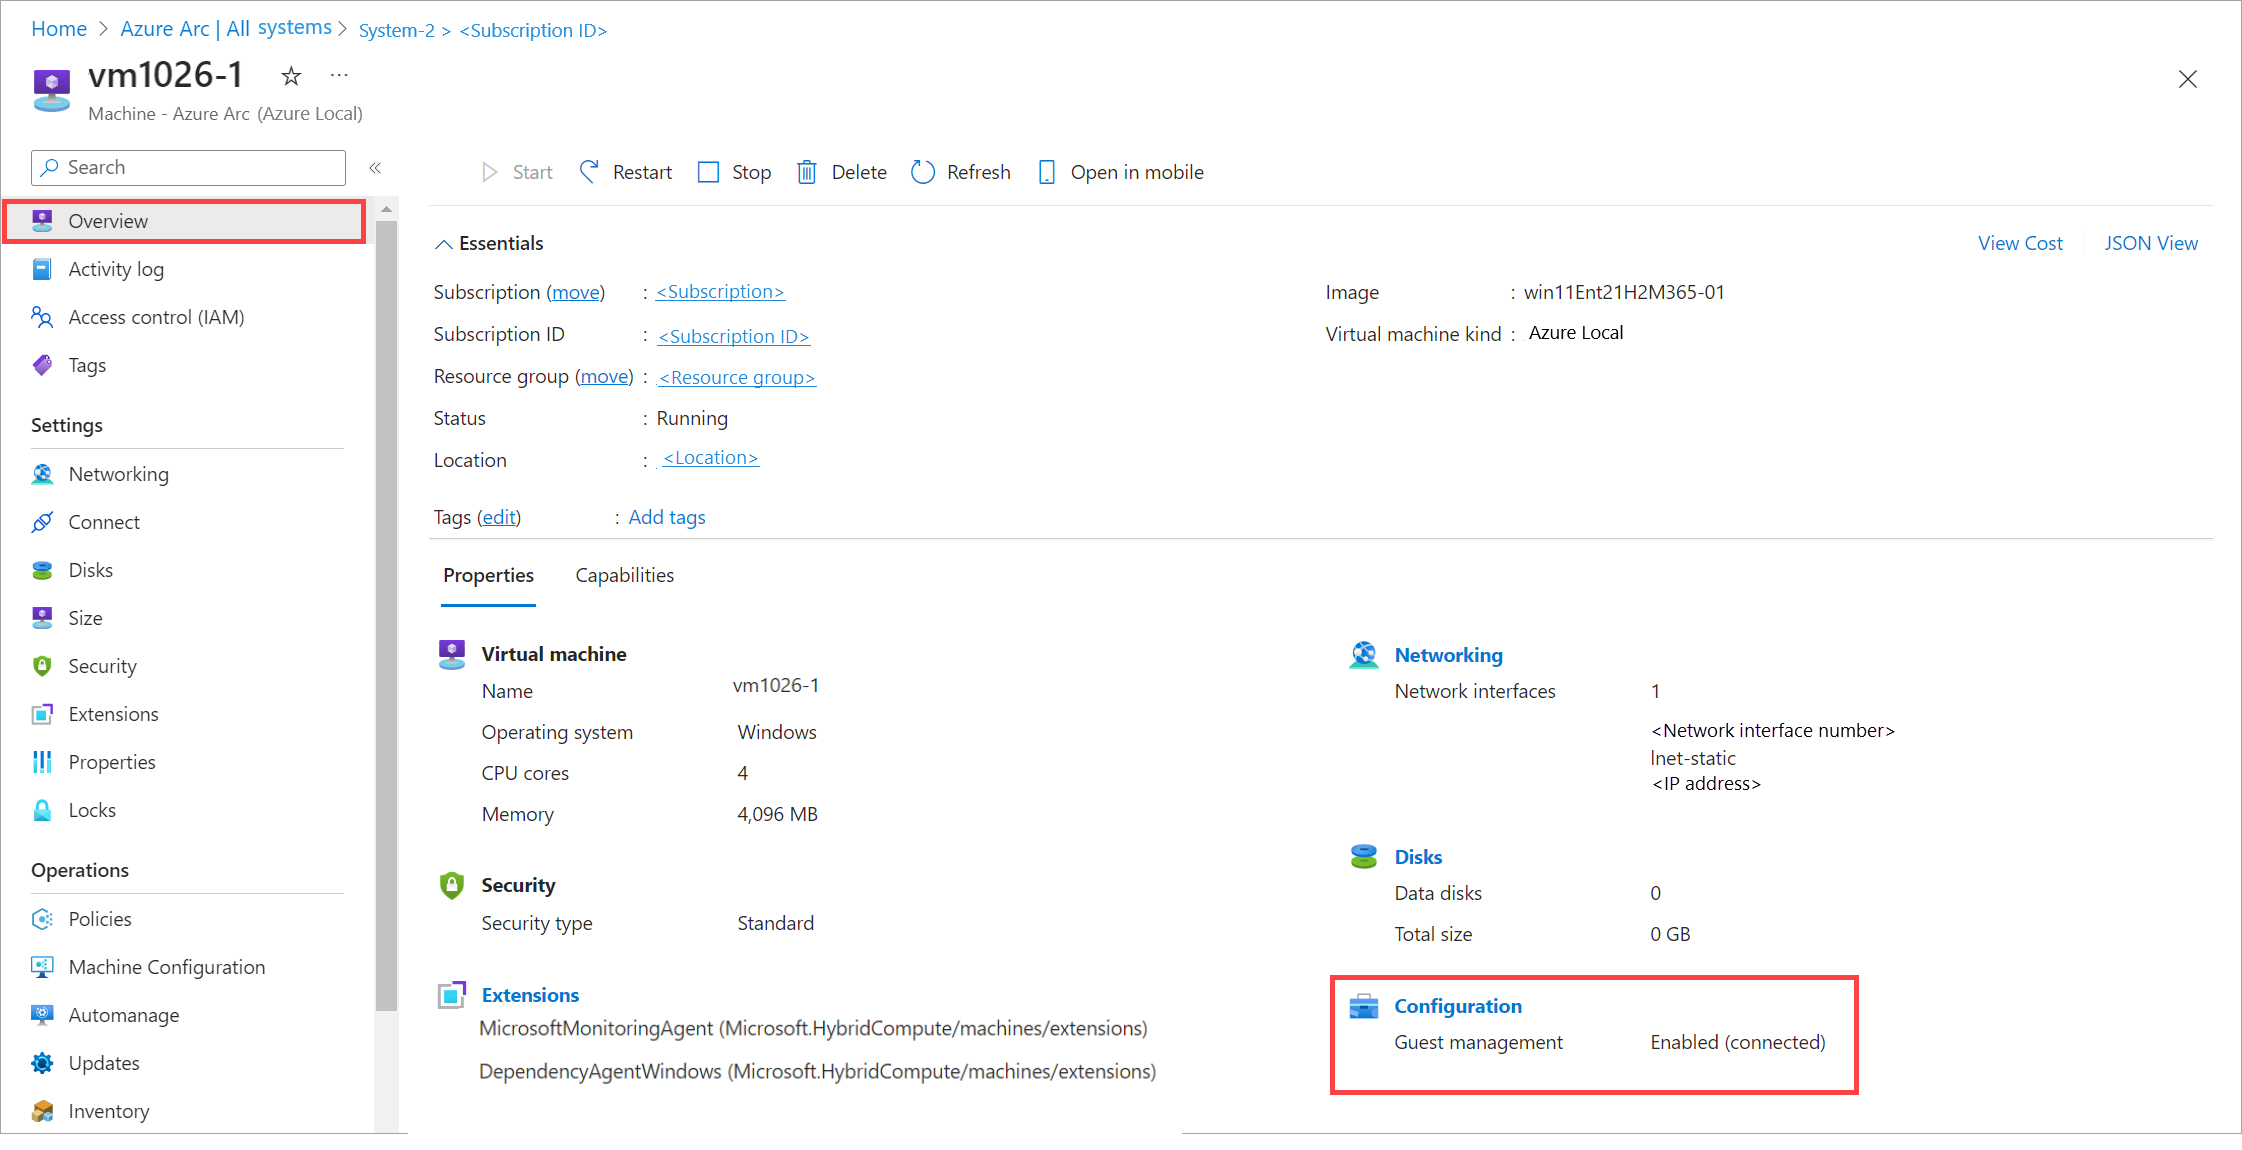 Home > Azure Arc | All systems > System-2 > <Subscription ID>
vm1026-1 ...
Machine - Azure Arc (Azure Local)
Search «
Start Restart Stop Delete Refresh Open in mobile
Overview
Activity log
Access control (IAM)
Tags
Settings
Networking
Connect
Disks
Size
Security
Extensions
Properties
Locks
Operations
Policies
Machine Configuration
Automanage
Updates
Inventory
Essentials
View Cost JSON View
Subscription (move) : <Subscription>
Subscription ID : <Subscription ID>
Resource group (move) : <Resource group>
Status : Running
Location : <Location>
Image : win11Ent21H2M365-01
Virtual machine kind : Azure Local
Tags (edit) : Add tags
Properties Capabilities
Virtual machine
Name vm1026-1
Operating system Windows
CPU cores 4
Memory 4,096 MB
Security
Security type Standard
Extensions
MicrosoftMonitoringAgent (Microsoft.HybridCompute/machines/extensions)
DependencyAgentWindows (Microsoft.HybridCompute/machines/extensions)
Networking
Network interfaces 1
<Network interface number>
lnet-static
<IP address>
Disks
Data disks 0
Total size 0 GB
Configuration
Guest management Enabled (connected)